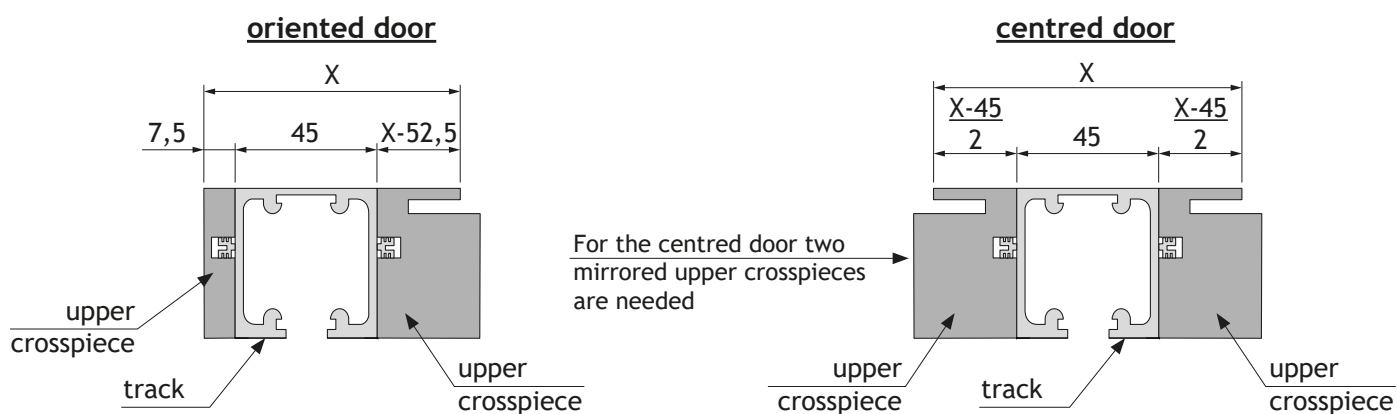 oriented door
X
7,5
45
X-52,5
upper
crosspiece
track
upper
crosspiece
centred door
X
X-45
2
45
X-45
2
For the centred door two
mirrored upper crosspieces
are needed
upper
crosspiece
track
upper
crosspiece